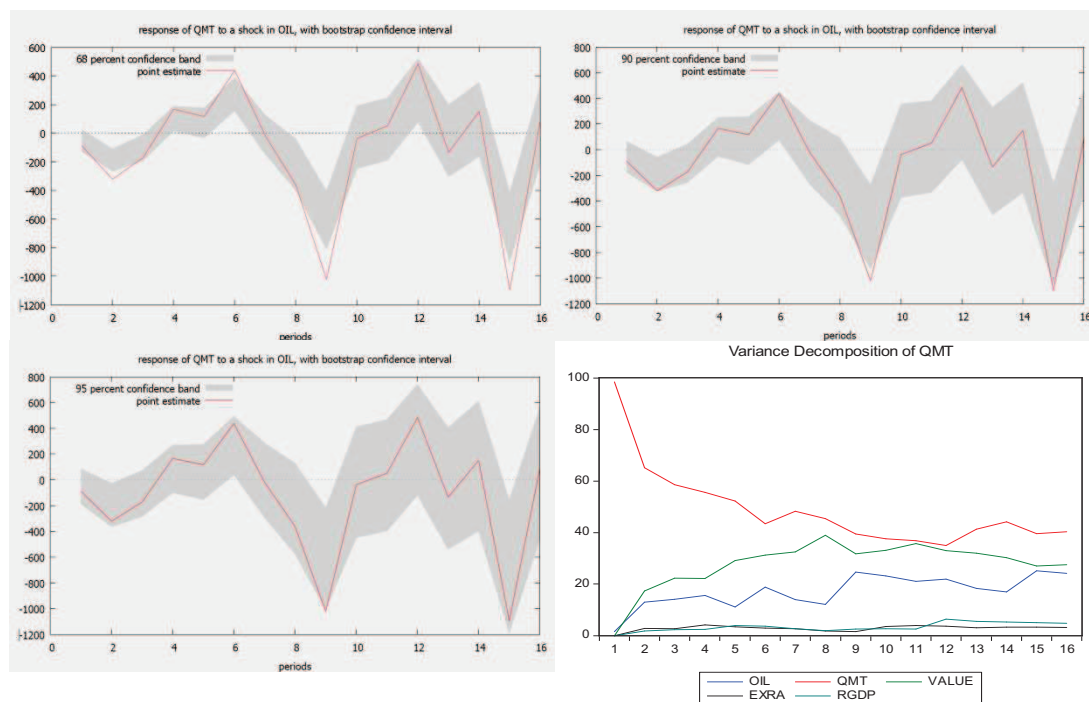 response of QMT to a shock in OIL, with bootstrap confidence interval
600
400
200
0
-200
-400
-600
-800
-1000
-1200
68 percent confidence band
point estimate
0 2 4 6 8 10 12 14 16
periods
response of QMT to a shock in OIL, with bootstrap confidence interval
800
600
400
200
0
-200
-400
-600
-800
-1000
-1200
90 percent confidence band
point estimate
0 2 4 6 8 10 12 14 16
periods
response of QMT to a shock in OIL, with bootstrap confidence interval
800
600
400
200
0
-200
-400
-600
-800
-1000
-1200
95 percent confidence band
point estimate
0 2 4 6 8 10 12 14 16
periods
Variance Decomposition of QMT
100
80
60
40
20
0
1 2 3 4 5 6 7 8 9 10 11 12 13 14 15 16
OIL QMT VALUE
EXRA RGDP